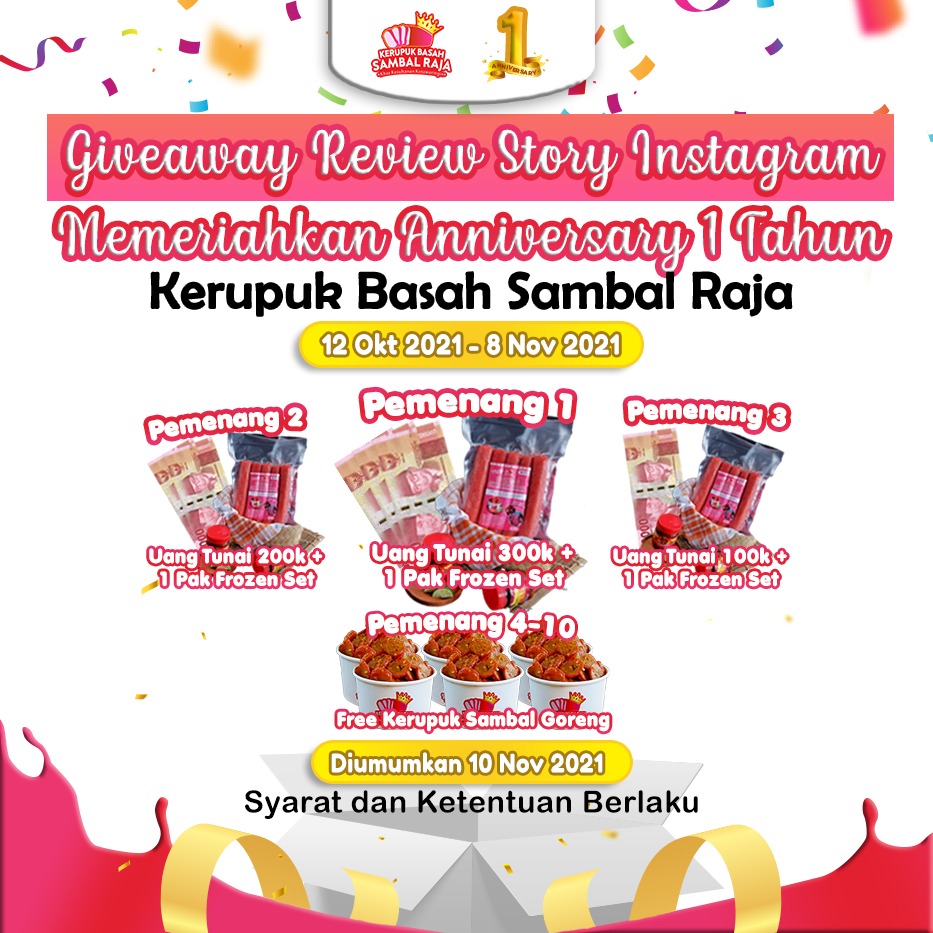 KERUPUK BASAH
SAMBAL RAJA
1
ANNIVERSARY
Giveaway Review Story Instagram
Memeriahkan Anniversary 1 Tahun
Kerupuk Basah Sambal Raja
12 Okt 2021 - 8 Nov 2021
Pemenang 2
Pemenang 1
Pemenang 3
Uang Tunai 200k +
1 Pak Frozen Set
Uang Tunai 300k +
1 Pak Frozen Set
Uang Tunai 100k +
1 Pak Frozen Set
Pemenang 4-10
Free Kerupuk Sambal Goreng
Diumumkan 10 Nov 2021
Syarat dan Ketentuan Berlaku